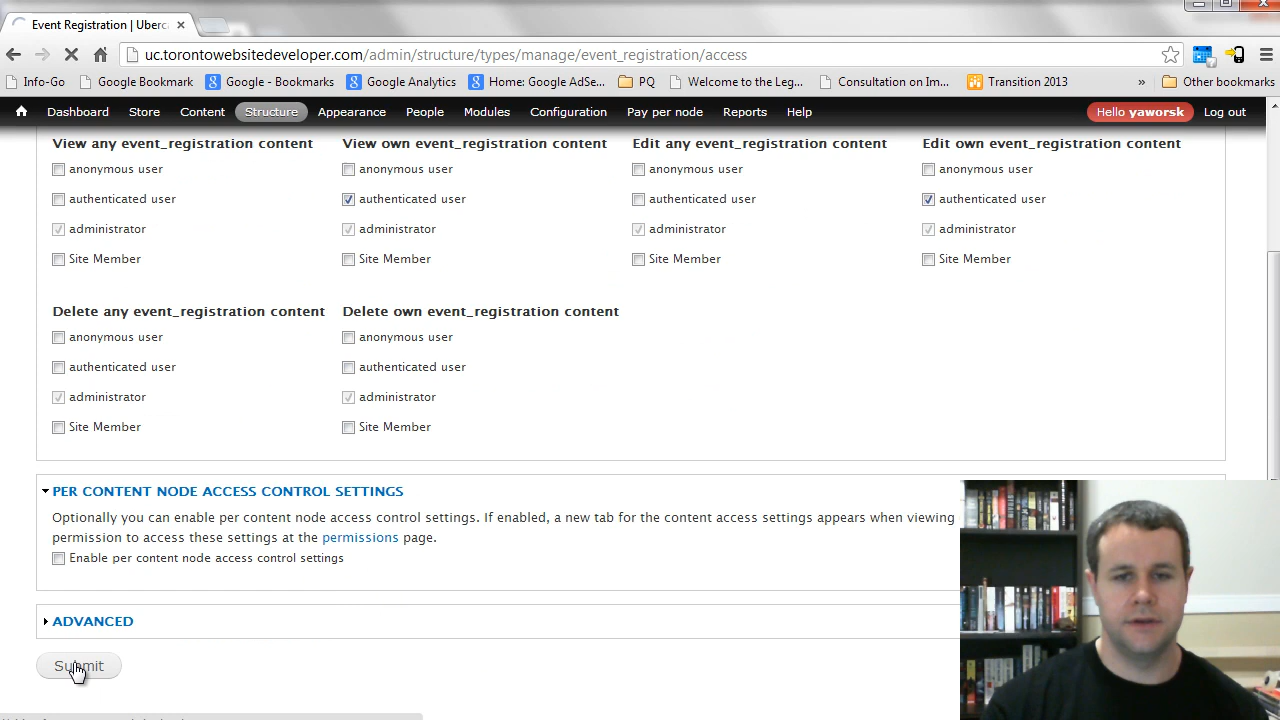 Event Registration | Uberca
uc.torontowebsitedeveloper.com/admin/structure/types/manage/event_registration/access
Info-Go Google Bookmark Google - Bookmarks Google Analytics Home: Google AdSe... PQ Welcome to the Leg... Consultation on Im... Transition 2013 » Other bookmarks
Dashboard Store Content Structure Appearance People Modules Configuration Pay per node Reports Help Hello yaworsk Log out
View any event_registration content View own event_registration content Edit any event_registration content Edit own event_registration content
anonymous user anonymous user anonymous user anonymous user
authenticated user authenticated user authenticated user authenticated user
administrator administrator administrator administrator
Site Member Site Member Site Member Site Member
Delete any event_registration content Delete own event_registration content
anonymous user anonymous user
authenticated user authenticated user
administrator administrator
Site Member Site Member
PER CONTENT NODE ACCESS CONTROL SETTINGS
Optionally you can enable per content node access control settings. If enabled, a new tab for the content access settings appears when viewing
permission to access these settings at the permissions page.
Enable per content node access control settings
ADVANCED
Submit